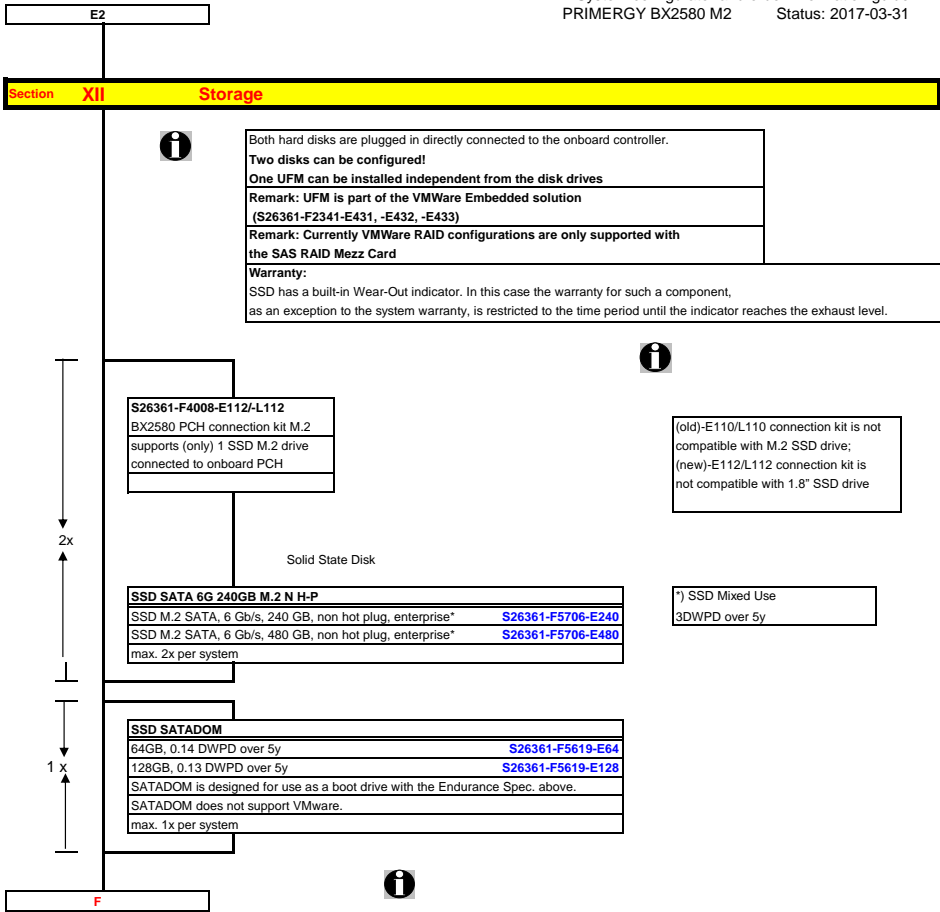 E2
PRIMERGY BX2580 M2 Status: 2017-03-31
Section XII Storage
Both hard disks are plugged in directly connected to the onboard controller.
Two disks can be configured!
One UFM can be installed independent from the disk drives
Remark: UFM is part of the VMWare Embedded solution
(S26361-F2341-E431, -E432, -E433)
Remark: Currently VMWare RAID configurations are only supported with
the SAS RAID Mezz Card
Warranty:
SSD has a built-in Wear-Out indicator. In this case the warranty for such a component,
as an exception to the system warranty, is restricted to the time period until the indicator reaches the exhaust level.
S26361-F4008-E112/-L112
BX2580 PCH connection kit M.2
supports (only) 1 SSD M.2 drive
connected to onboard PCH
(old)-E110/L110 connection kit is not
compatible with M.2 SSD drive;
(new)-E112/L112 connection kit is
not compatible with 1.8" SSD drive
2x
Solid State Disk
SSD SATA 6G 240GB M.2 N H-P
SSD M.2 SATA, 6 Gb/s, 240 GB, non hot plug, enterprise* S26361-F5706-E240
SSD M.2 SATA, 6 Gb/s, 480 GB, non hot plug, enterprise* S26361-F5706-E480
max. 2x per system
*) SSD Mixed Use
3DWPD over 5y
1 x
SSD SATADOM
64GB, 0.14 DWPD over 5y S26361-F5619-E64
128GB, 0.13 DWPD over 5y S26361-F5619-E128
SATADOM is designed for use as a boot drive with the Endurance Spec. above.
SATADOM does not support VMware.
max. 1x per system
F